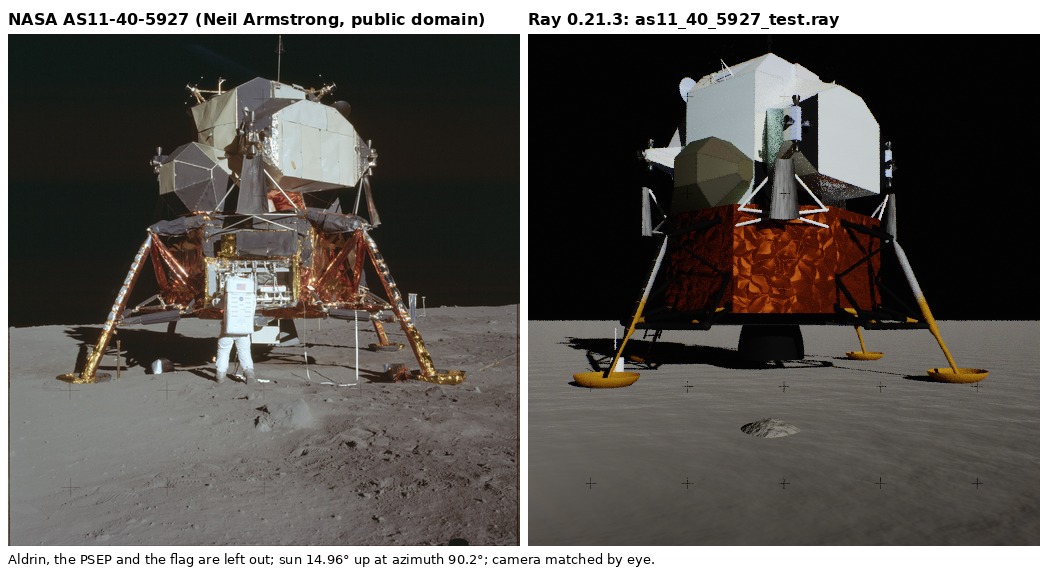 NASA AS11-40-5927 (Neil Armstrong, public domain)
Ray 0.21.3: as11_40_5927_test.ray
Aldrin, the PSEP and the flag are left out; sun 14.96° up at azimuth 90.2°; camera matched by eye.